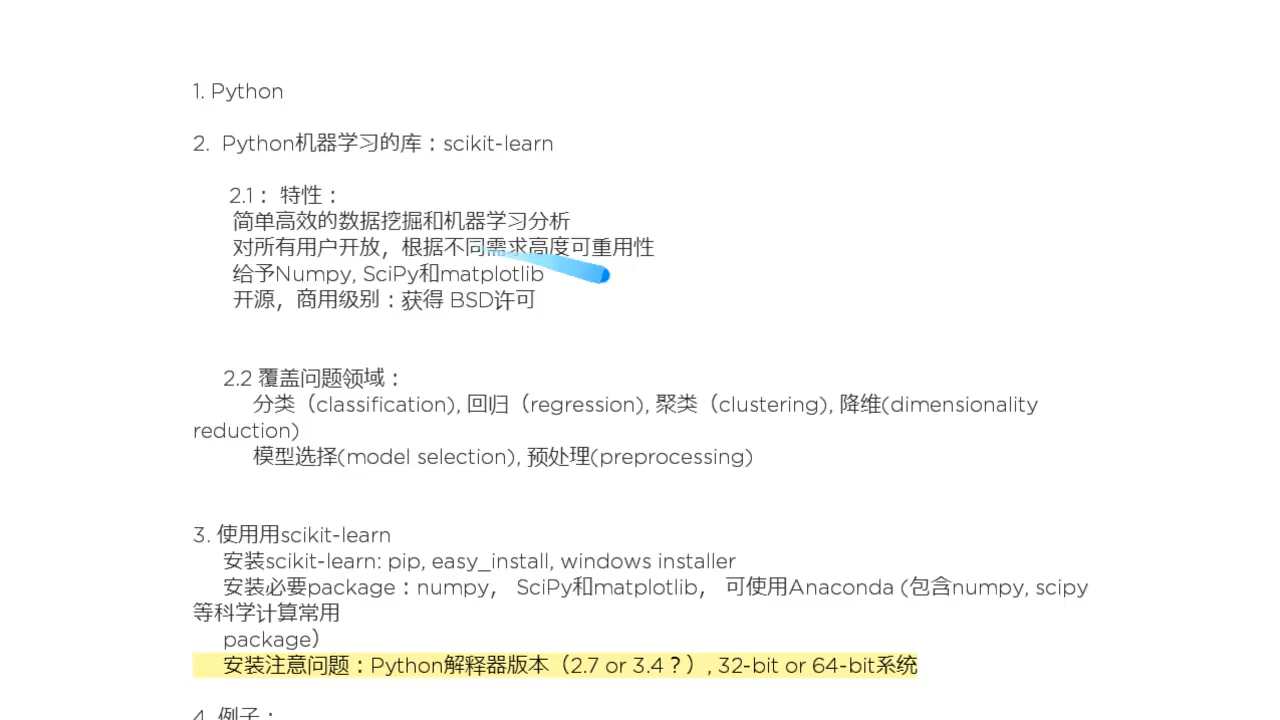 1. Python
2. Python机器学习的库：scikit-learn
2.1： 特性：
简单高效的数据挖掘和机器学习分析
对所有用户开放，根据不同需求高度可重用性
给予Numpy, SciPy和matplotlib
开源，商用级别：获得 BSD许可
2.2 覆盖问题领域：
分类（classification), 回归（regression), 聚类（clustering), 降维(dimensionality
reduction)
模型选择(model selection), 预处理(preprocessing)
3. 使用用scikit-learn
安装scikit-learn: pip, easy_install, windows installer
安装必要package：numpy， SciPy和matplotlib， 可使用Anaconda (包含numpy, scipy
等科学计算常用
package）
安装注意问题：Python解释器版本（2.7 or 3.4？）, 32-bit or 64-bit系统
4. 例子：